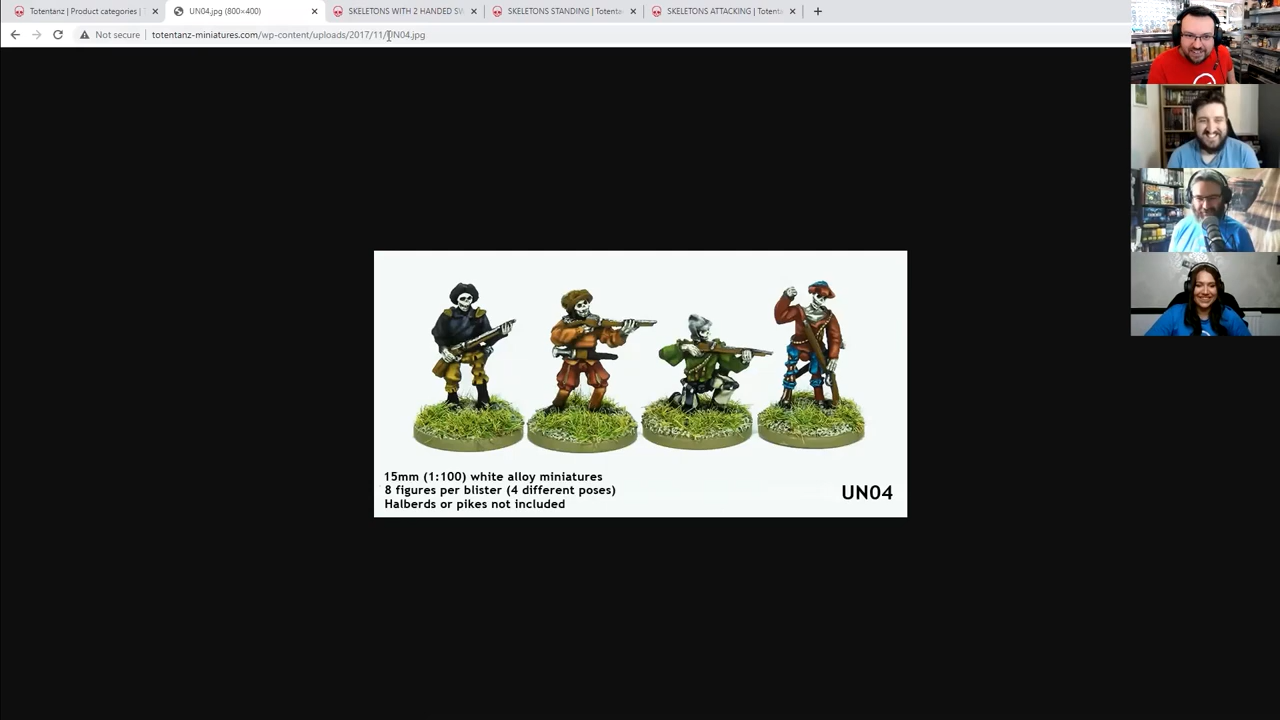 Totentanz | Product categories |
UN04.jpg (800×400)
SKELETONS WITH 2 HANDED SW
SKELETONS STANDING | Totenta
SKELETONS ATTACKING | Totenta
Not secure
totentanz-miniatures.com/wp-content/uploads/2017/11/UN04.jpg
15mm (1:100) white alloy miniatures
8 figures per blister (4 different poses)
Halberds or pikes not included
UN04